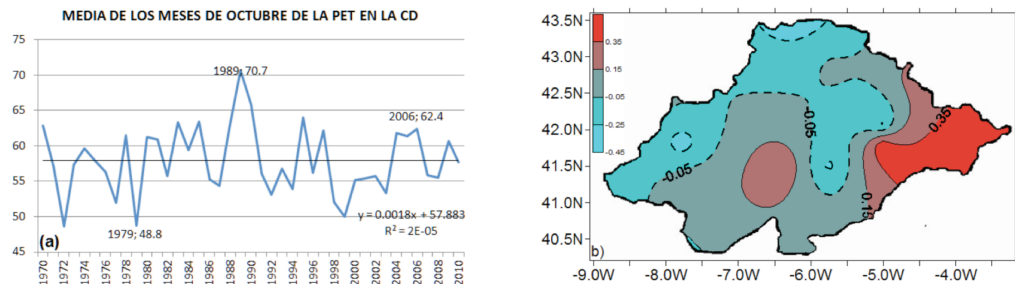 MEDIA DE LOS MESES DE OCTUBRE DE LA PET EN LA CD
75
70
65
60
55
50
45
1989; 70.7
2006; 62.4
1979; 48.8
y = 0.0018x + 57.883
R² = 2E-05
(a)
1970 1972 1974 1976 1978 1980 1982 1984 1986 1988 1990 1992 1994 1996 1998 2000 2002 2004 2006 2008 2010
43.5N
43.0N
42.5N
42.0N
41.5N
41.0N
40.5N
0.35
0.15
-0.05
-0.25
-0.45
-0.05
-0.05
0.15
0.35
b)
-9.0W -8.0W -7.0W -6.0W -5.0W -4.0W